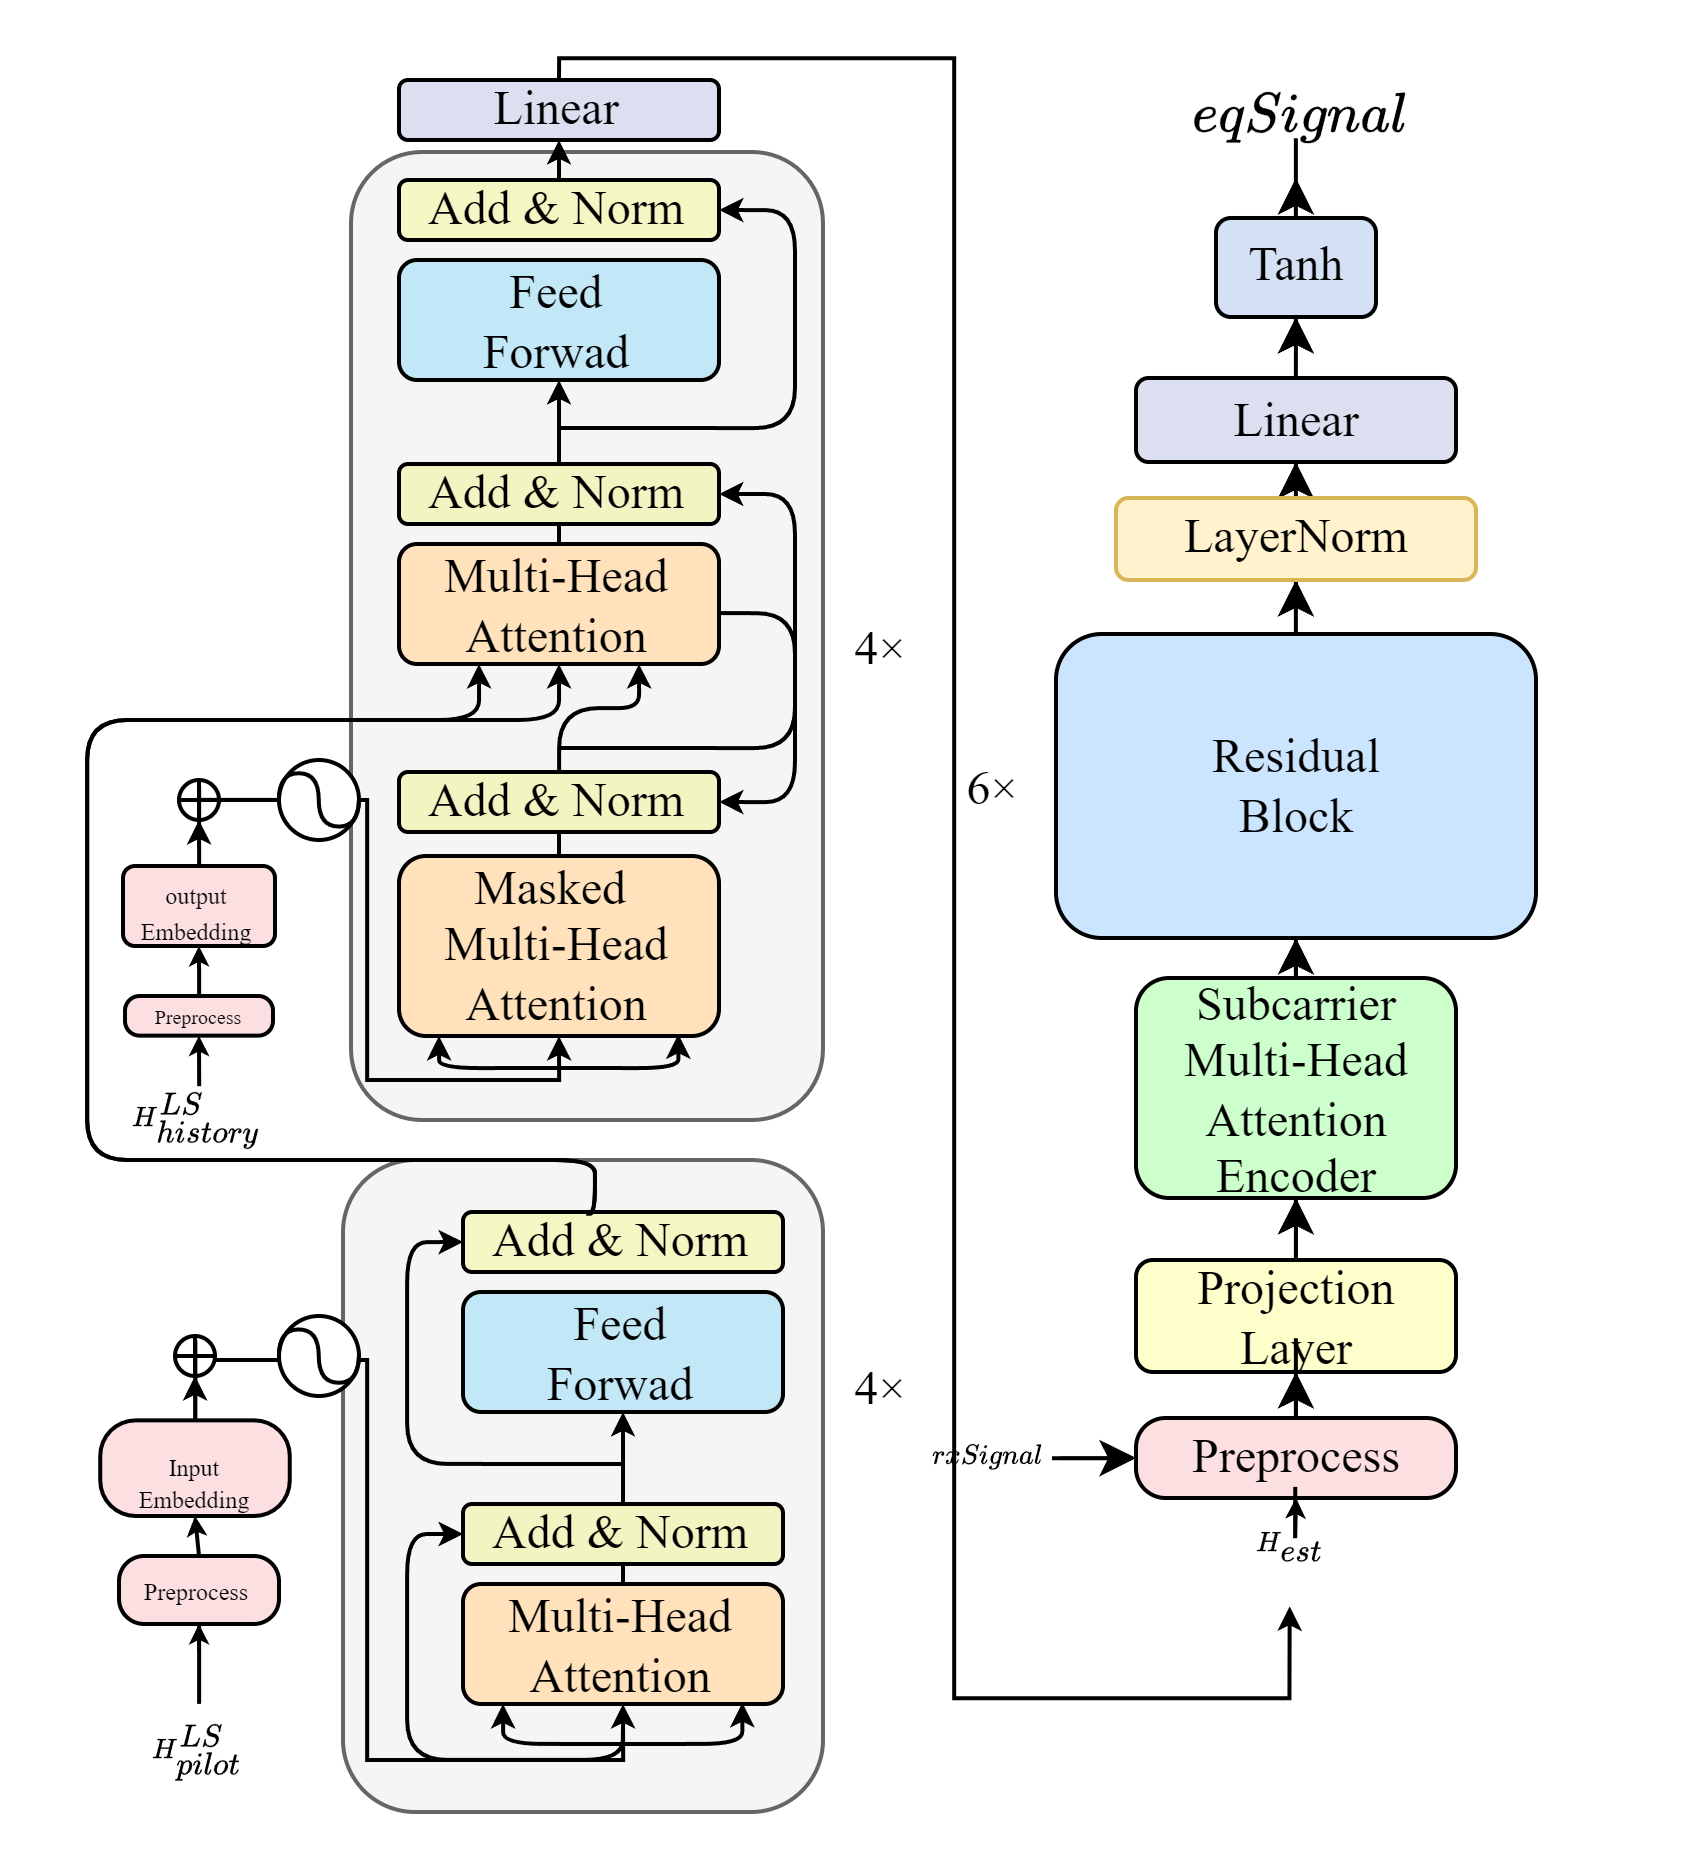 Linear
Add & Norm
Feed
Forwad
Add & Norm
Multi-Head
Attention
4×
Add & Norm
Masked
Multi-Head
Attention
output
Embedding
Preprocess
H^{LS}_{history}
Add & Norm
Feed
Forwad
4×
Add & Norm
Multi-Head
Attention
Input
Embedding
Preprocess
H^{LS}_{pilot}
eqSignal
Tanh
Linear
LayerNorm
6×
Residual
Block
Subcarrier
Multi-Head
Attention
Encoder
Projection
Layer
rxSignal
Preprocess
H_{est}